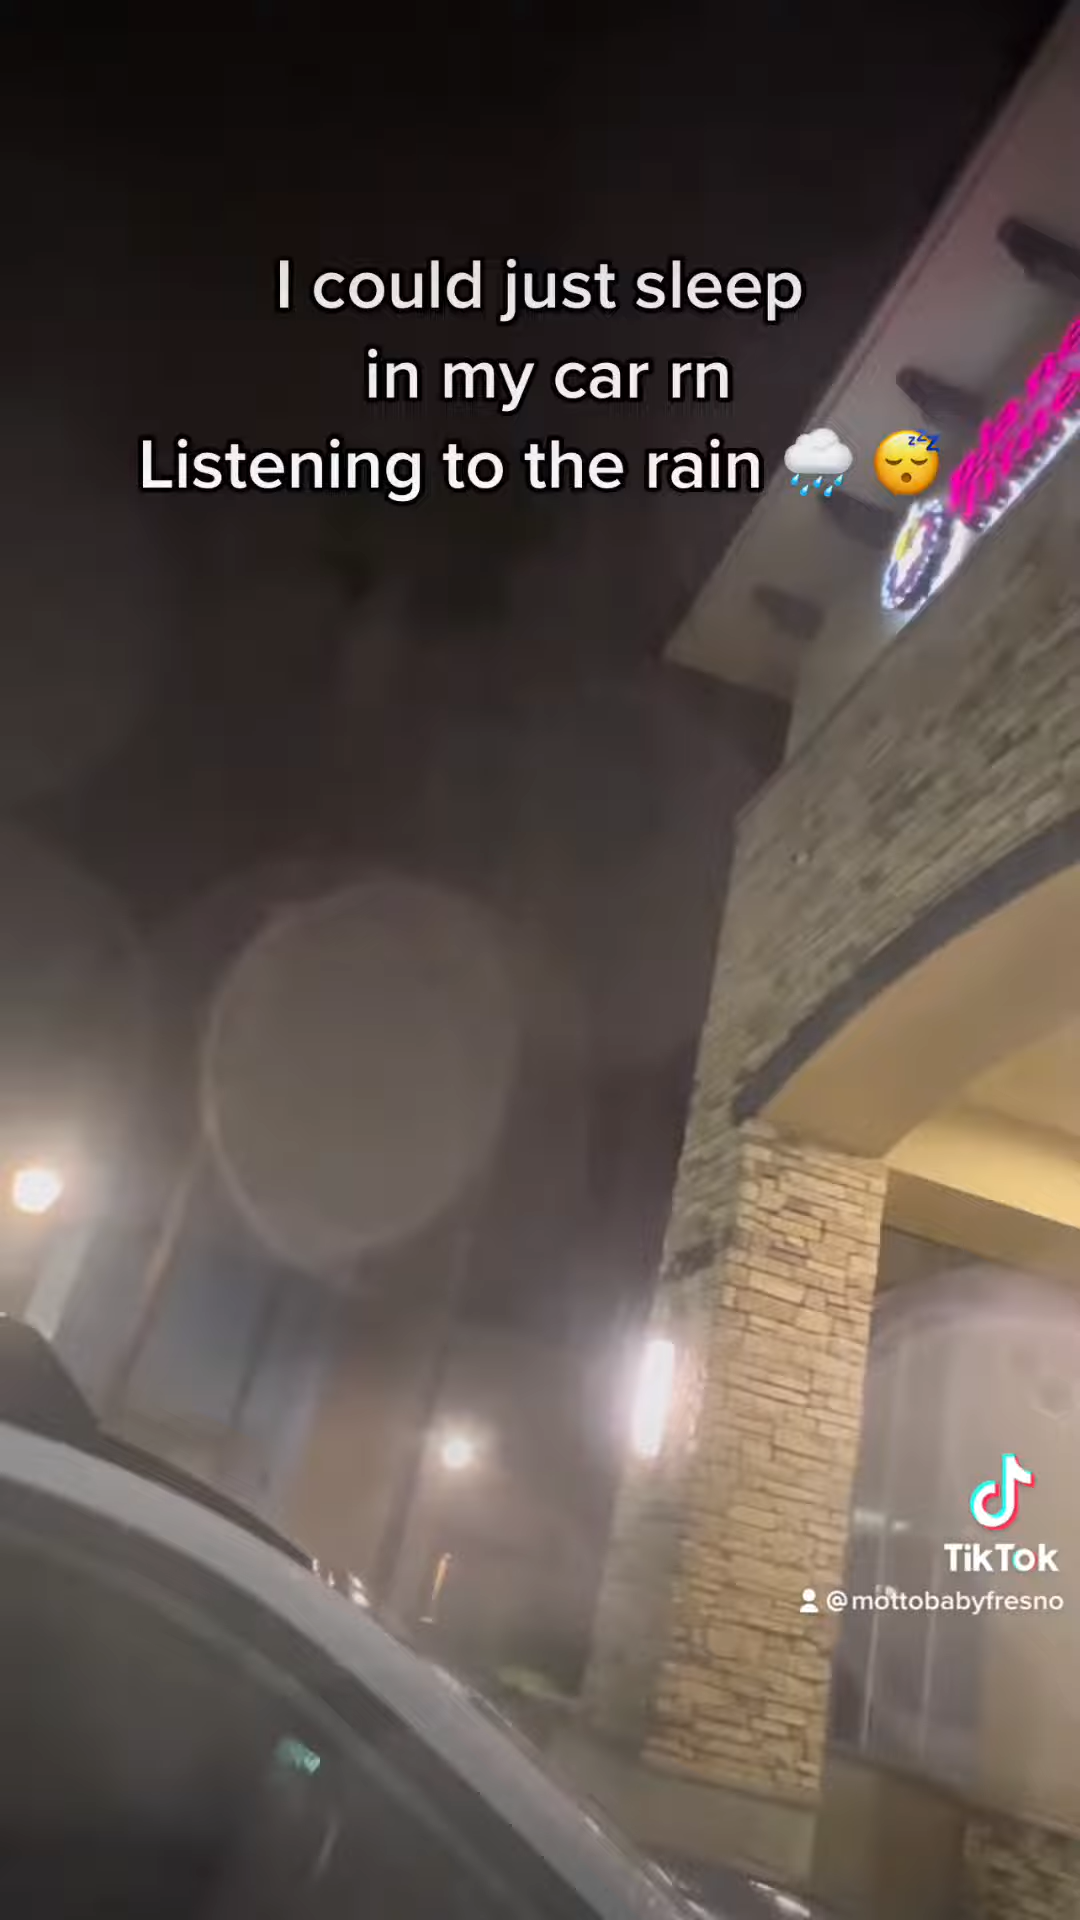 I could just sleep
in my car rn
Listening to the rain 🌧️ 😴
TikTok
@mottobabyfresno